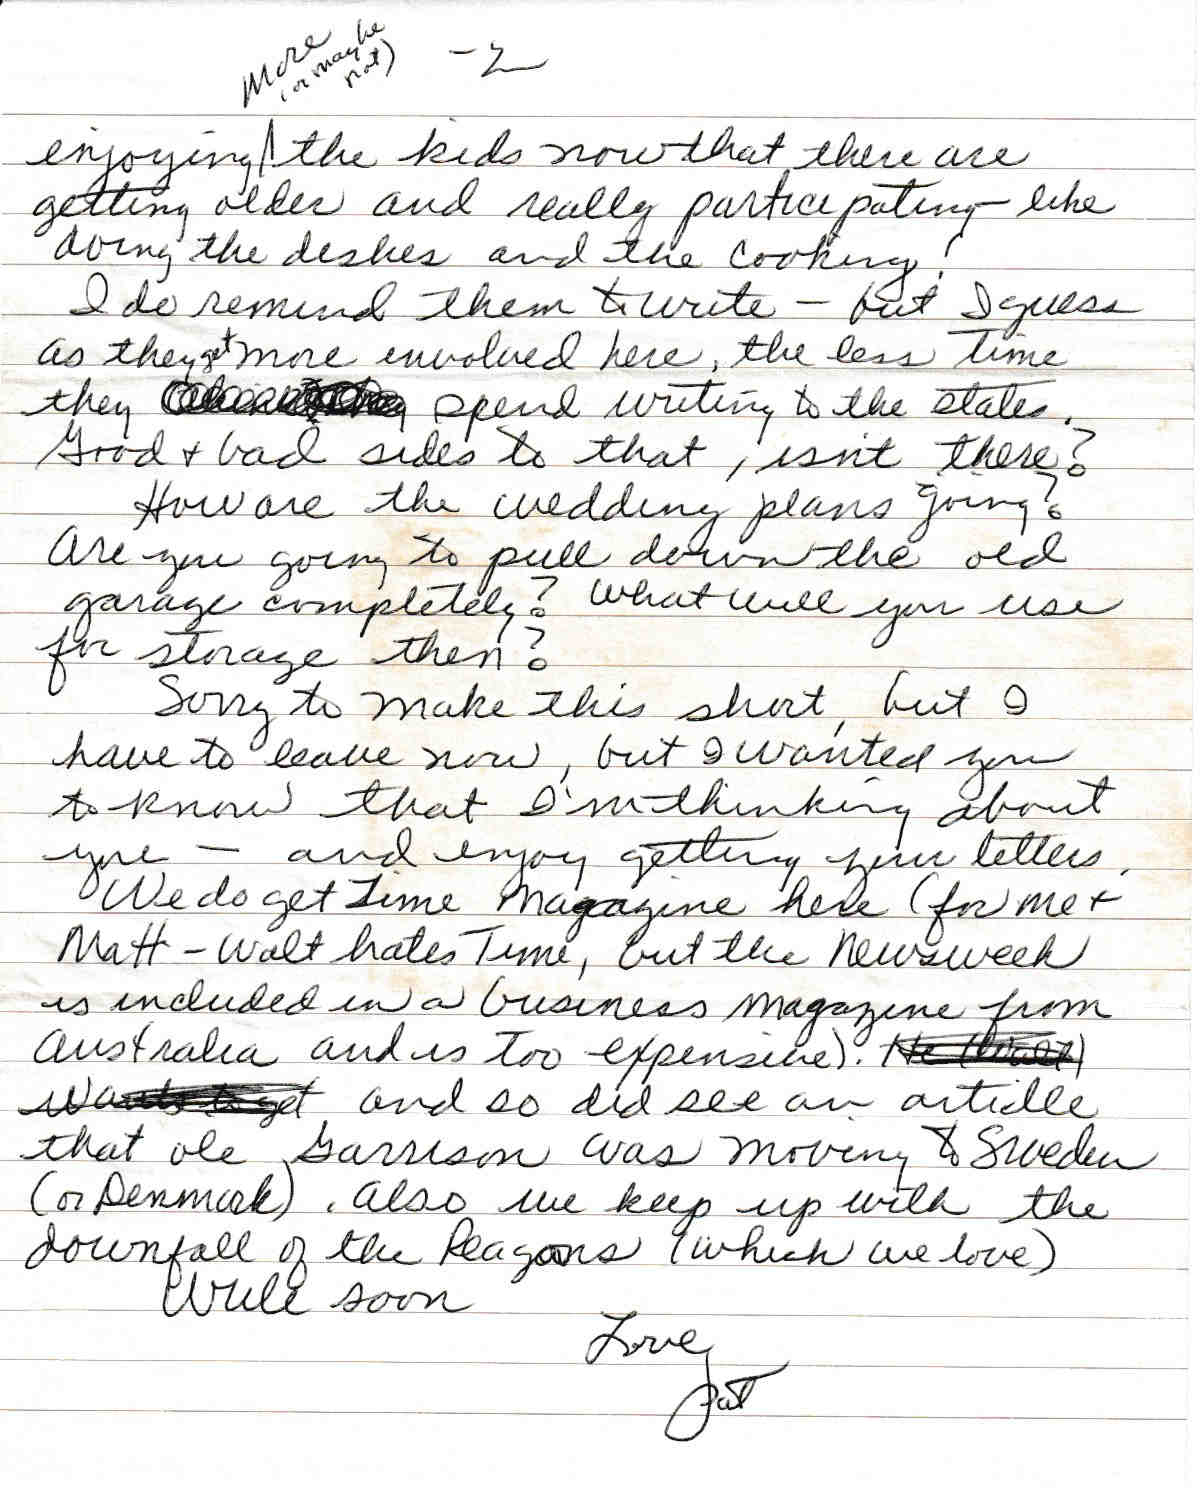 More
(or maybe
not)
-2
enjoying / the kids now that there are
getting older and really participating - like
doing the dishes and the cooking!
I do remind them to write - but I guess
as they get more envolved here, the less time
they spend writing to the states.
Good + bad sides to that, isn't there?
How are the wedding plans going?
Are you going to pull down the old
garage completely? What will you use
for storage then?
Sorry to make this short, but I
have to leave now, but I wanted you
to know that I'm thinking about
you - and enjoy getting your letters.
We do get Time Magazine here (for me +
Matt - Walt hates Time, but the Newsweek
is included in a business magazine from
Australia and is too expensive). He (Walt)
wants to get and so did see an articlle
that ole Garrison was moving to Sweden
(or Denmark). Also we keep up with the
downfall of the Reagans (which we love)
Write soon
Love,
Pat